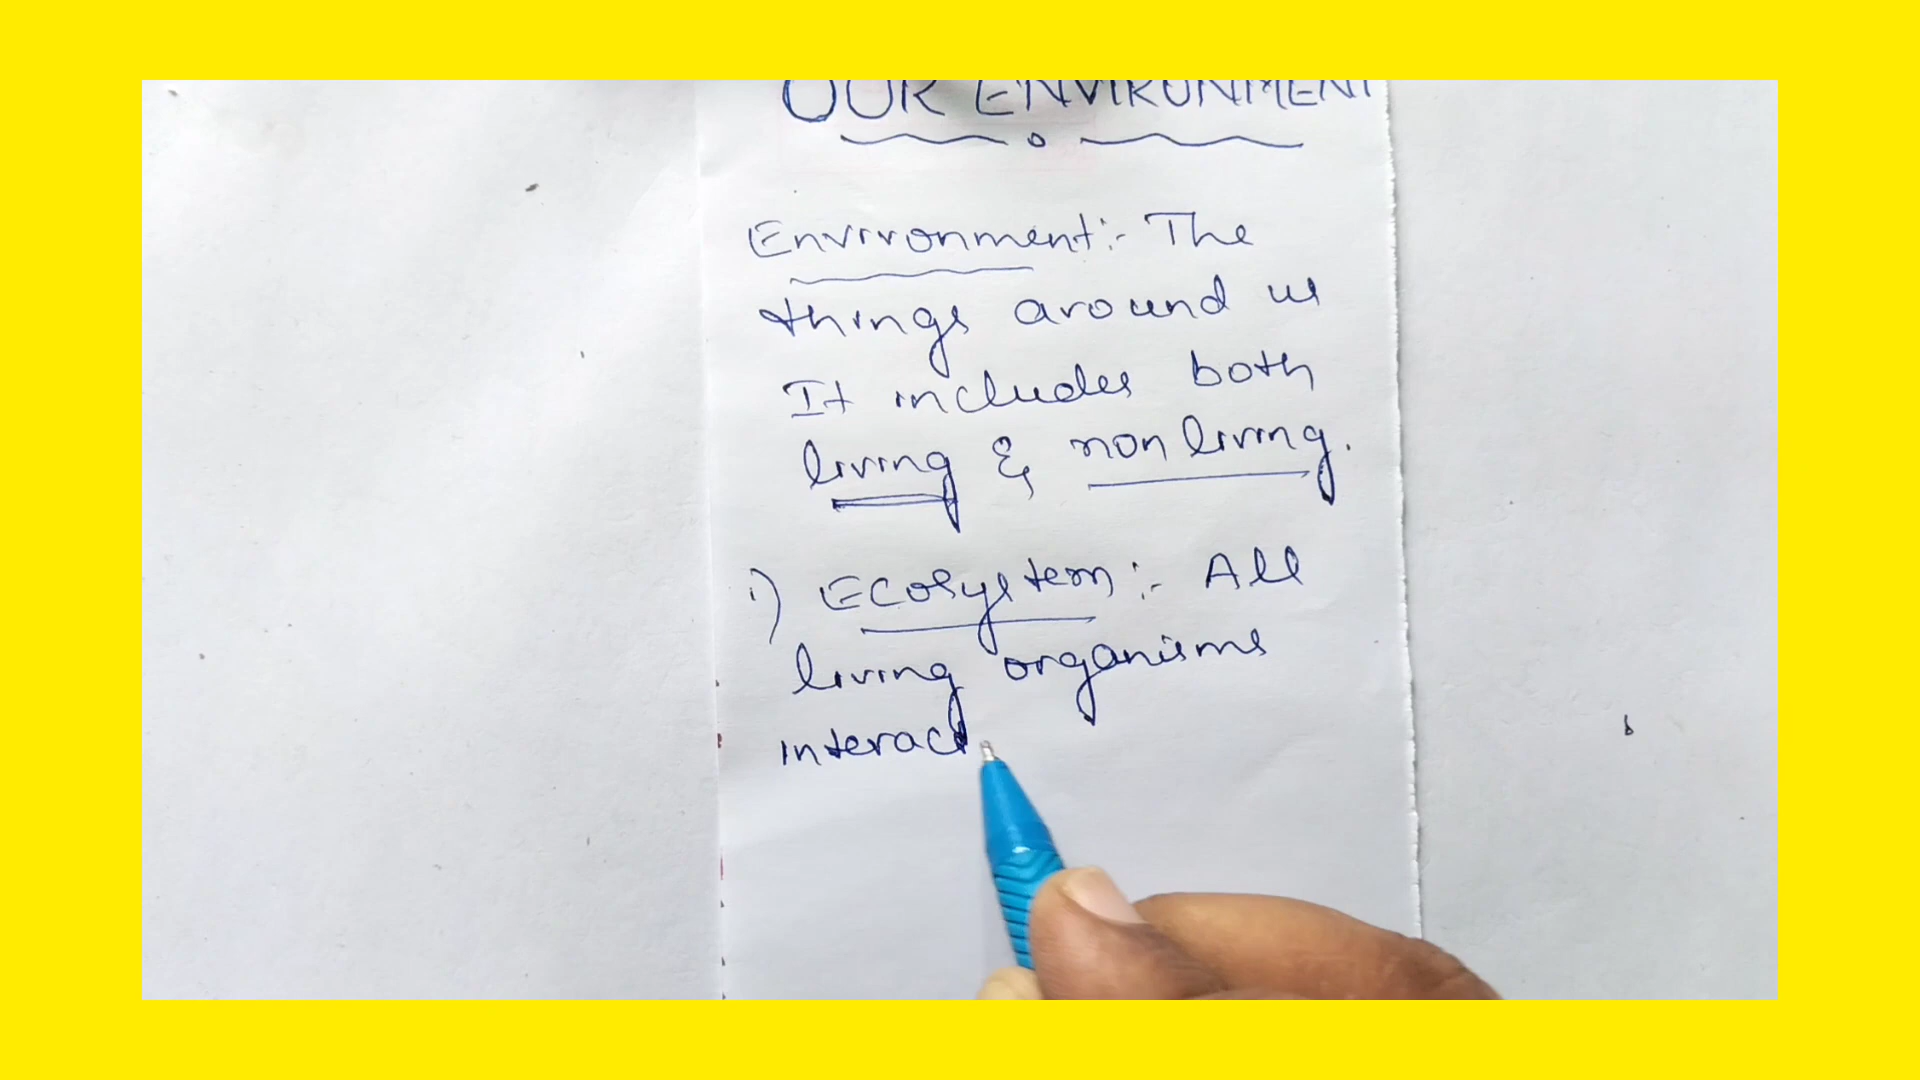 OUR ENVIRONMENT
Environment:- The
things around us
It includes both
living & non living.
i) Ecosystem:- All
living organisms
interact